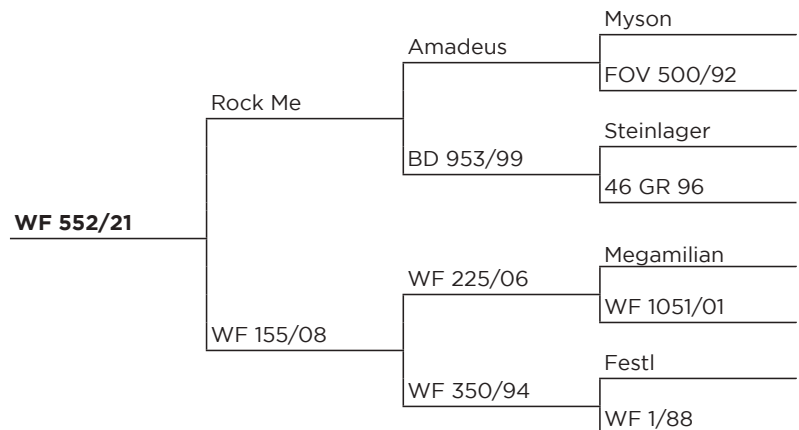 Myson
Amadeus
FOV 500/92
Rock Me
Steinlager
BD 953/99
46 GR 96
WF 552/21
Megamilian
WF 225/06
WF 1051/01
WF 155/08
Festl
WF 350/94
WF 1/88